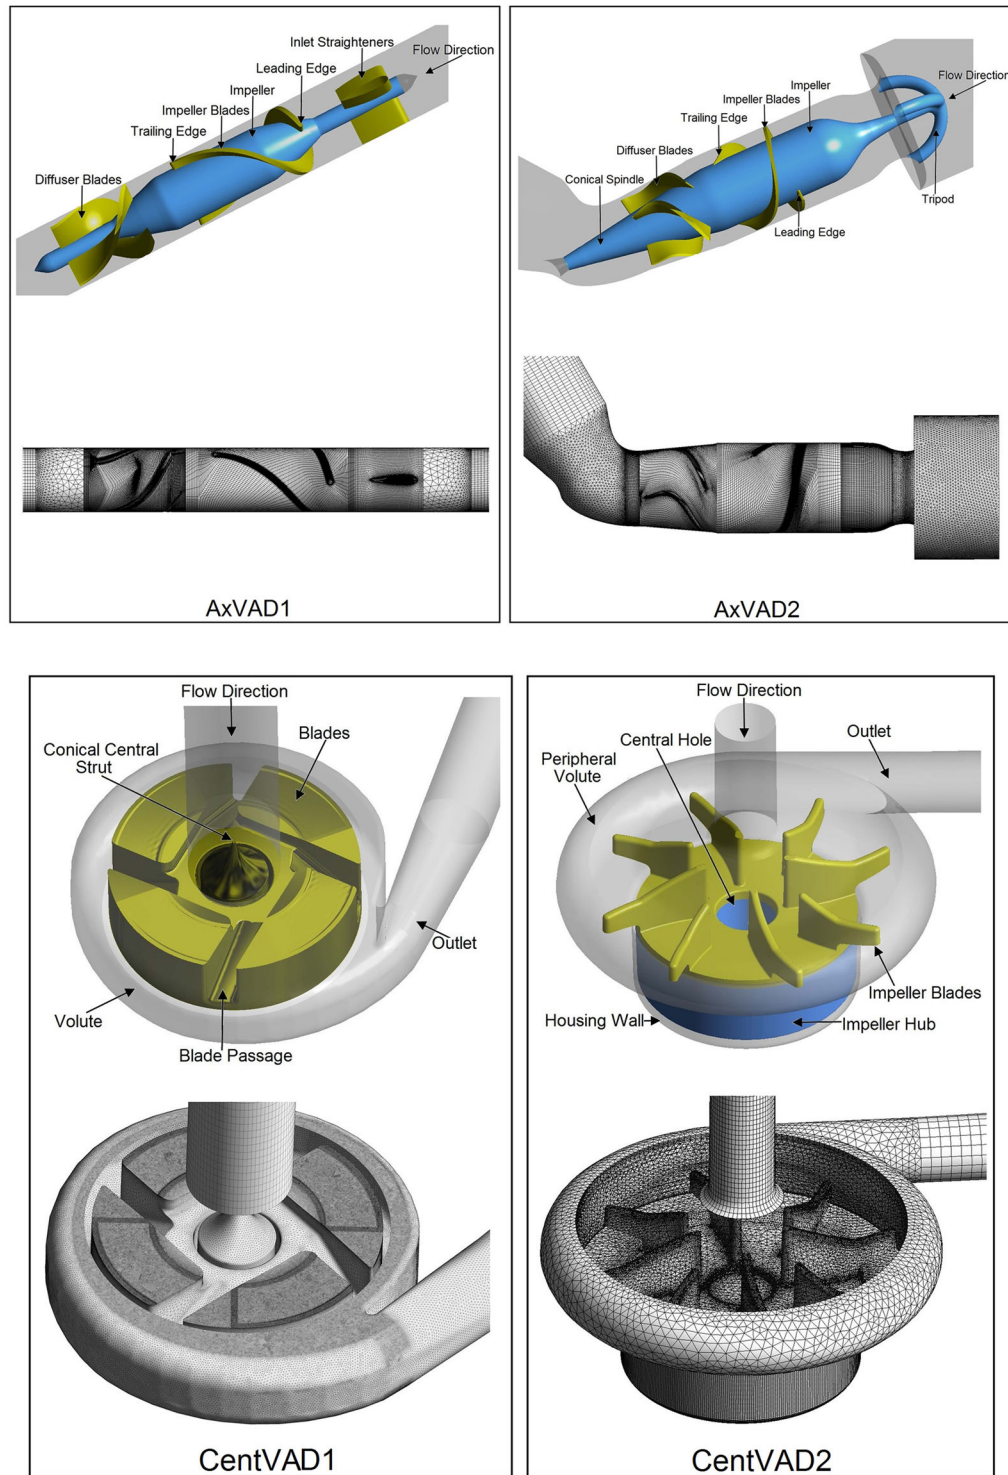 Inlet Straighteners
Flow Direction
Leading Edge
Impeller
Impeller Blades
Trailing Edge
Diffuser Blades
AxVAD1
Flow Direction
Impeller
Impeller Blades
Trailing Edge
Diffuser Blades
Conical Spindle
Tripod
Leading Edge
AxVAD2
Flow Direction
Blades
Conical Central
Strut
Outlet
Volute
Blade Passage
CentVAD1
Flow Direction
Outlet
Central Hole
Peripheral
Volute
Impeller Blades
Housing Wall
Impeller Hub
CentVAD2